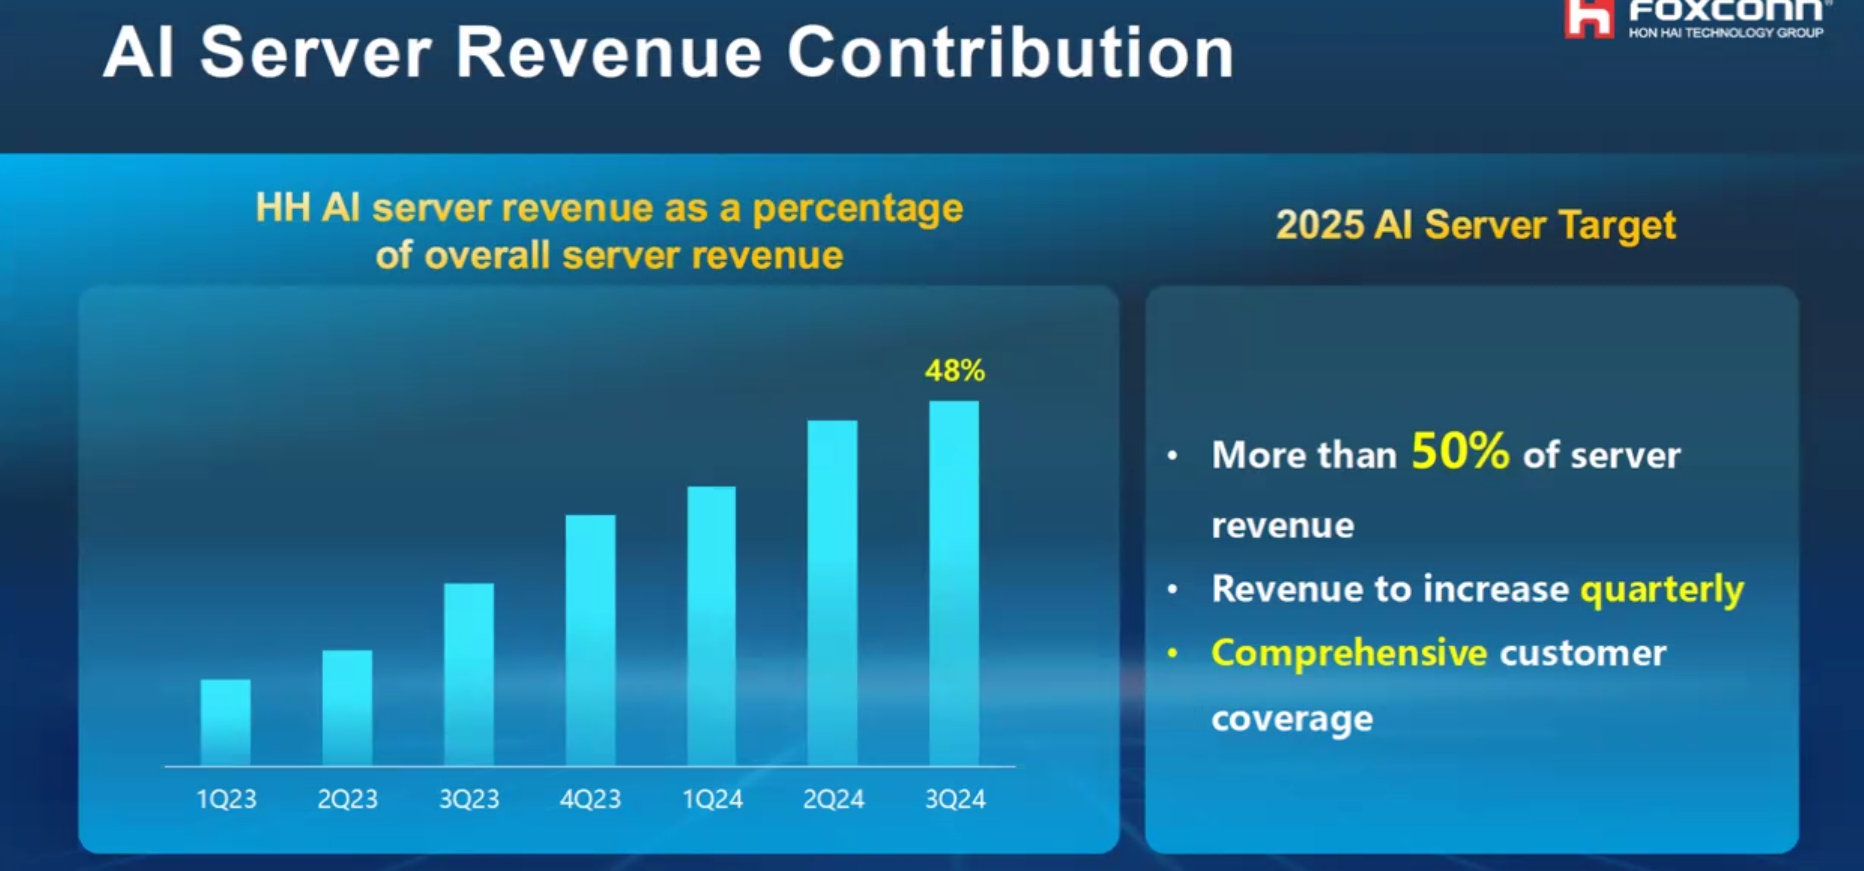 AI Server Revenue Contribution
FOXCONN®
HON HAI TECHNOLOGY GROUP
HH AI server revenue as a percentage
of overall server revenue
48%
1Q23 2Q23 3Q23 4Q23 1Q24 2Q24 3Q24
2025 AI Server Target
• More than 50% of server
revenue
• Revenue to increase quarterly
• Comprehensive customer
coverage